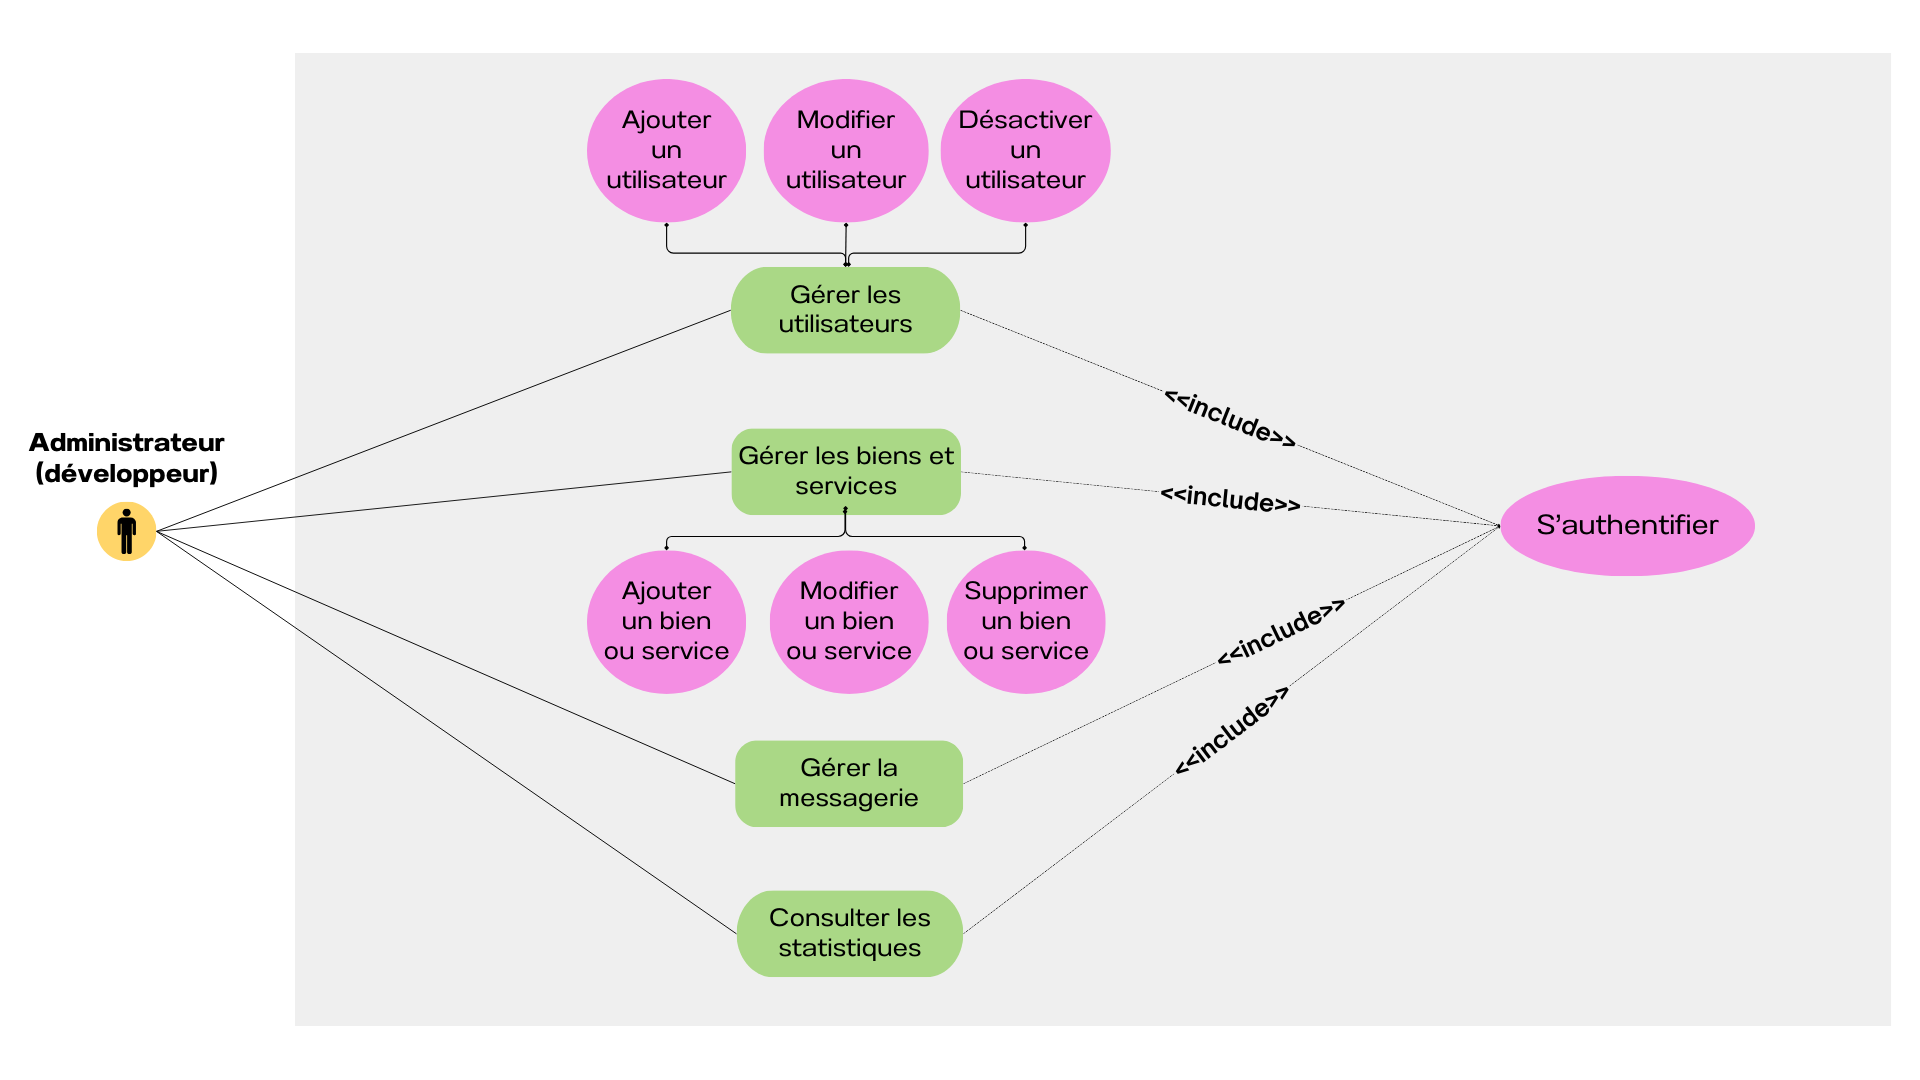 Ajouter
un
utilisateur
Modifier
un
utilisateur
Désactiver
un
utilisateur
Gérer les
utilisateurs
<<include>>
Administrateur
(développeur)
Gérer les biens et
services
<<include>>
S'authentifier
Ajouter
un bien
ou service
Modifier
un bien
ou service
Supprimer
un bien
ou service
<<include>>
<<include>>
Gérer la
messagerie
Consulter les
statistiques